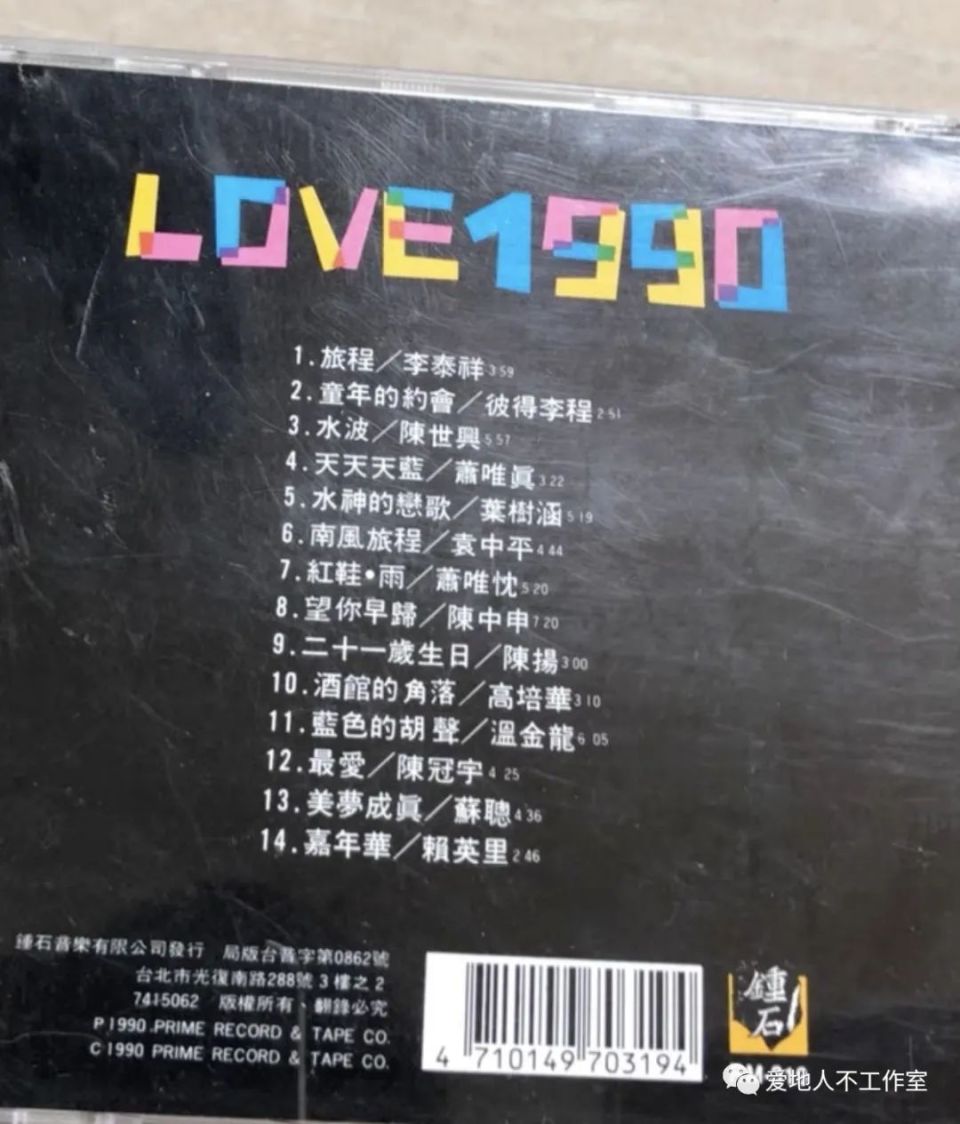 LOVE1990
1.旅程／李泰祥 3 59
2.童年的約會／彼得李程 2 51
3.水波／陳世興 5 57
4.天天天藍／蕭唯眞 3 22
5.水神的戀歌／葉樹涵 5 19
6.南風旅程／袁中平 4 44
7.紅鞋•雨／蕭唯忱 5 20
8.望你早歸／陳中申 7 20
9.二十一歲生日／陳揚 3 00
10.酒館的角落／高培華 3 10
11.藍色的胡聲／溫金龍 6 05
12.最愛／陳冠宇 4 25
13.美夢成眞／蘇聰 4 36
14.嘉年華／賴英里 2 46
鍾石音樂有限公司發行 局版台音字第0862號
台北市光復南路288號3樓之2
7415062 版權所有、翻錄必究
P 1990 PRIME RECORD & TAPE CO.
C 1990 PRIME RECORD & TAPE CO.
4 710149 703194
鍾石
爱地人不工作室